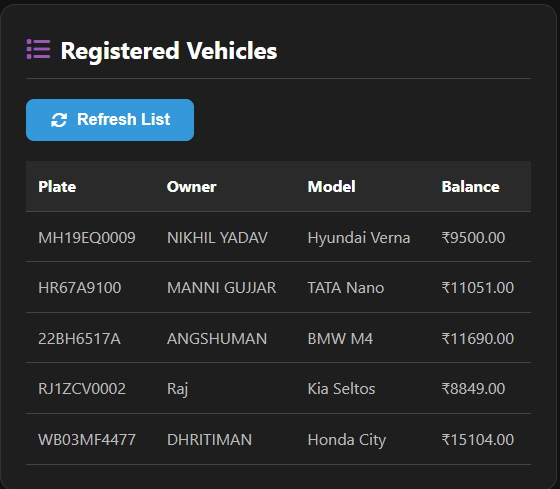 Registered Vehicles
Refresh List
Plate Owner Model Balance
MH19EQ0009 NIKHIL YADAV Hyundai Verna ₹9500.00
HR67A9100 MANNI GUJJAR TATA Nano ₹11051.00
22BH6517A ANGSHUMAN BMW M4 ₹11690.00
RJ1ZCV0002 Raj Kia Seltos ₹8849.00
WB03MF4477 DHRITIMAN Honda City ₹15104.00